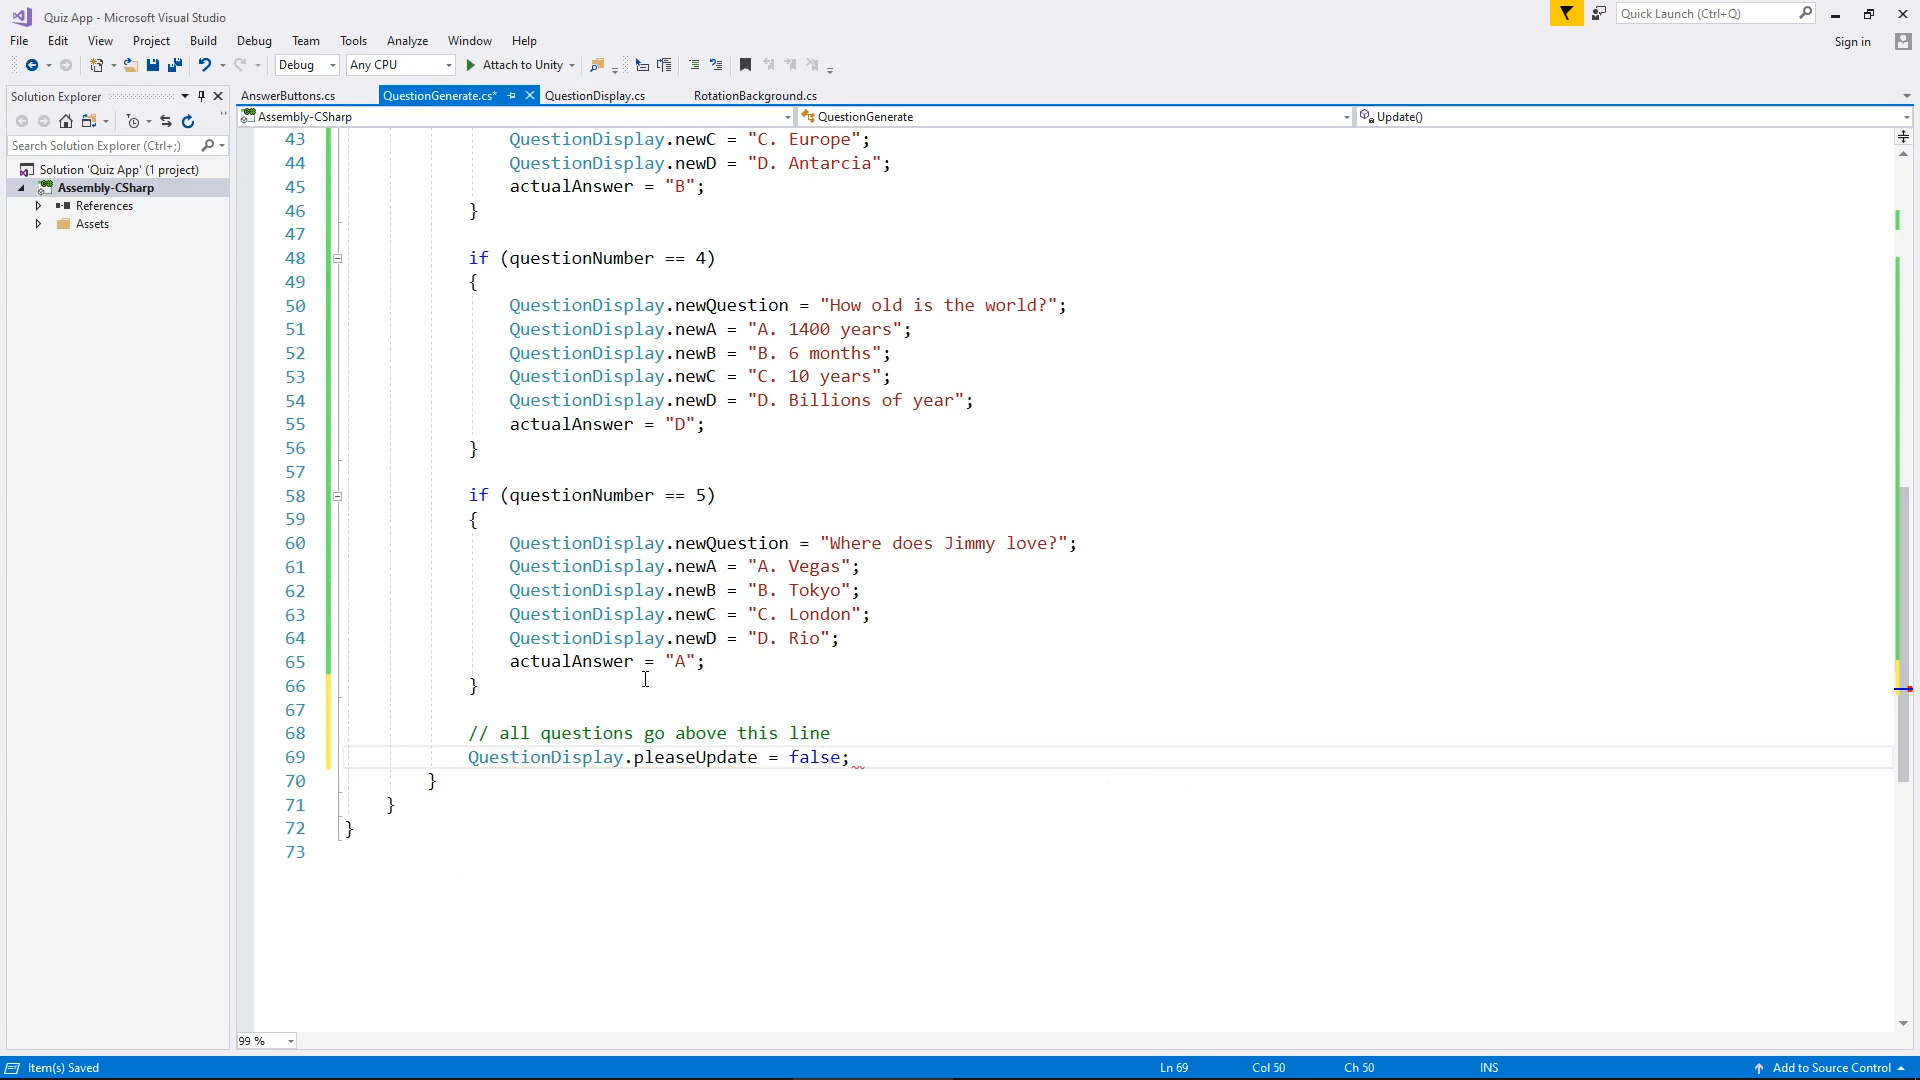 Quiz App - Microsoft Visual Studio
Quick Launch (Ctrl+Q)
File Edit View Project Build Debug Team Tools Analyze Window Help
Sign in
Debug Any CPU Attach to Unity
Solution Explorer
AnswerButtons.cs QuestionGenerate.cs* QuestionDisplay.cs RotationBackground.cs
Assembly-CSharp QuestionGenerate Update()
Search Solution Explorer (Ctrl+;)
Solution 'Quiz App' (1 project)
Assembly-CSharp
References
Assets
43 QuestionDisplay.newC = "C. Europe";
44 QuestionDisplay.newD = "D. Antarcia";
45 actualAnswer = "B";
46 }
47
48 if (questionNumber == 4)
49 {
50 QuestionDisplay.newQuestion = "How old is the world?";
51 QuestionDisplay.newA = "A. 1400 years";
52 QuestionDisplay.newB = "B. 6 months";
53 QuestionDisplay.newC = "C. 10 years";
54 QuestionDisplay.newD = "D. Billions of year";
55 actualAnswer = "D";
56 }
57
58 if (questionNumber == 5)
59 {
60 QuestionDisplay.newQuestion = "Where does Jimmy love?";
61 QuestionDisplay.newA = "A. Vegas";
62 QuestionDisplay.newB = "B. Tokyo";
63 QuestionDisplay.newC = "C. London";
64 QuestionDisplay.newD = "D. Rio";
65 actualAnswer = "A";
66 }
67
68 // all questions go above this line
69 QuestionDisplay.pleaseUpdate = false;
70 }
71 }
72 }
73
99 %
Item(s) Saved Ln 69 Col 50 Ch 50 INS Add to Source Control